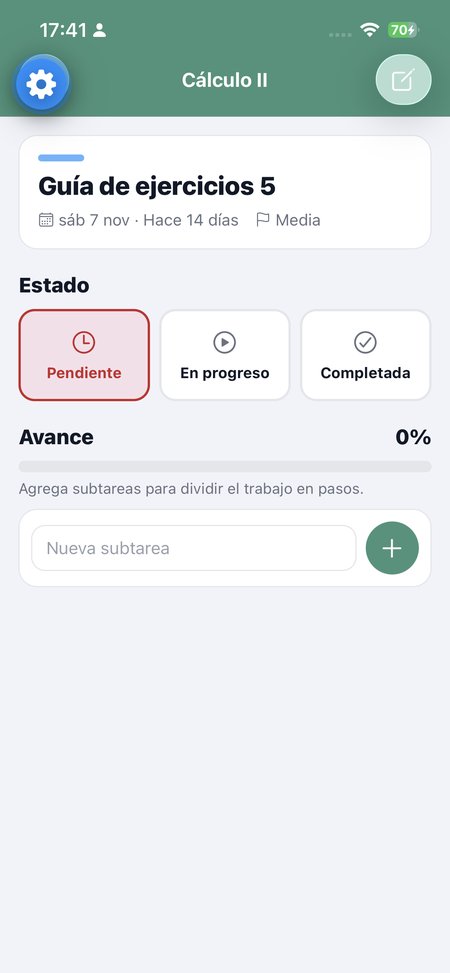 17:41
70
Cálculo II
Guía de ejercicios 5
sáb 7 nov · Hace 14 días
Media
Estado
Pendiente
En progreso
Completada
Avance
0%
Agrega subtareas para dividir el trabajo en pasos.
Nueva subtarea